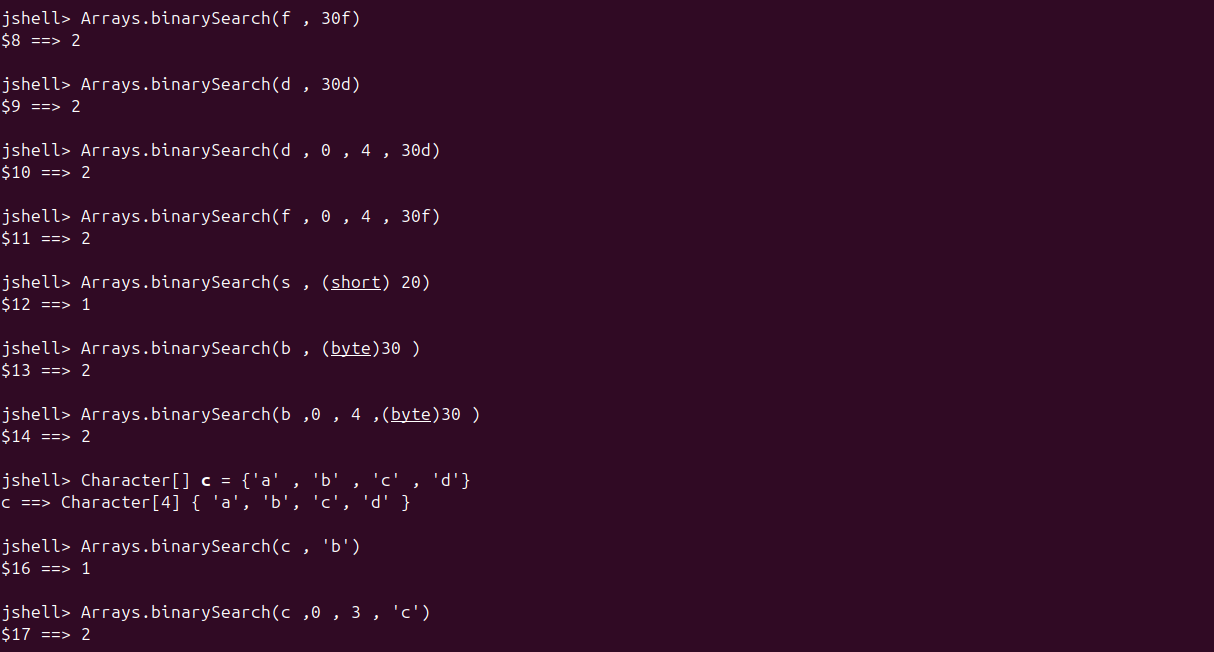 jshell> Arrays.binarySearch(f , 30f)
$8 ==> 2
jshell> Arrays.binarySearch(d , 30d)
$9 ==> 2
jshell> Arrays.binarySearch(d , 0 , 4 , 30d)
$10 ==> 2
jshell> Arrays.binarySearch(f , 0 , 4 , 30f)
$11 ==> 2
jshell> Arrays.binarySearch(s , (short) 20)
$12 ==> 1
jshell> Arrays.binarySearch(b , (byte)30 )
$13 ==> 2
jshell> Arrays.binarySearch(b ,0 , 4 ,(byte)30 )
$14 ==> 2
jshell> Character[] c = {'a' , 'b' , 'c' , 'd'}
c ==> Character[4] { 'a', 'b', 'c', 'd' }
jshell> Arrays.binarySearch(c , 'b')
$16 ==> 1
jshell> Arrays.binarySearch(c ,0 , 3 , 'c')
$17 ==> 2